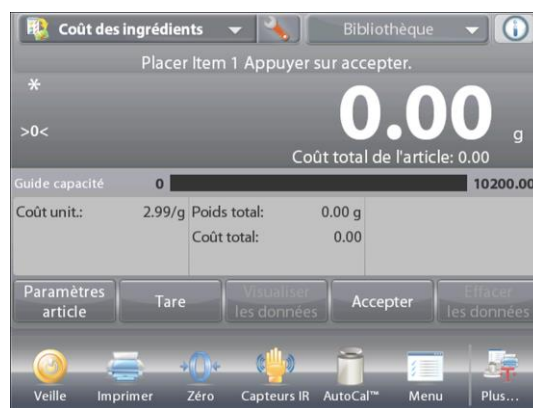 Coût des ingrédients
Bibliothèque
Placer Item 1 Appuyer sur accepter.
*
0.00 g
>0<
Coût total de l'article: 0.00
Guide capacité 0 10200.00
Coût unit.: 2.99/g Poids total: 0.00 g
Coût total: 0.00
Paramètres article
Tare
Visualiser les données
Accepter
Effacer les données
Veille Imprimer Zéro Capteurs IR AutoCal™ Menu Plus...